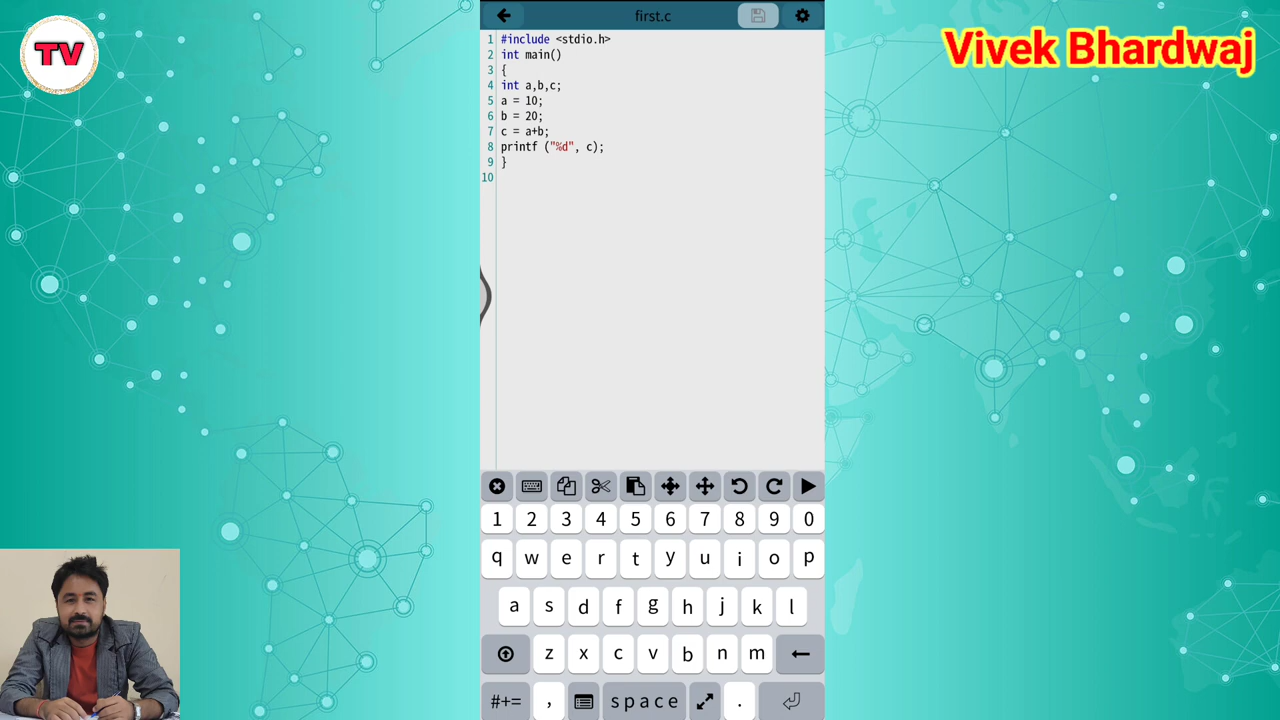 TV
Vivek Bhardwaj
first.c
1 #include <stdio.h>
2 int main()
3 {
4 int a,b,c;
5 a = 10;
6 b = 20;
7 c = a+b;
8 printf ("%d", c);
9 }
10
1 2 3 4 5 6 7 8 9 0
q w e r t y u i o p
a s d f g h j k l
z x c v b n m
#+= , space .